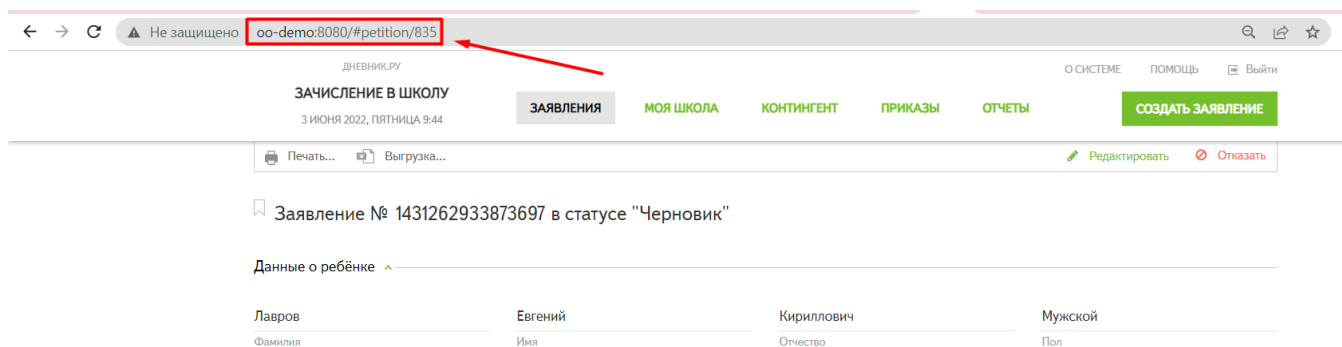 Не защищено oo-demo:8080/#petition/835
ДНЕВНИК.РУ
О СИСТЕМЕ ПОМОЩЬ Выйти
ЗАЧИСЛЕНИЕ В ШКОЛУ
ЗАЯВЛЕНИЯ МОЯ ШКОЛА КОНТИНГЕНТ ПРИКАЗЫ ОТЧЕТЫ СОЗДАТЬ ЗАЯВЛЕНИЕ
3 ИЮНЯ 2022, ПЯТНИЦА 9:44
Печать... Выгрузка... Редактировать Отказать
Заявление № 1431262933873697 в статусе "Черновик"
Данные о ребёнке
Лавров Евгений Кириллович Мужской
Фамилия Имя Отчество Пол